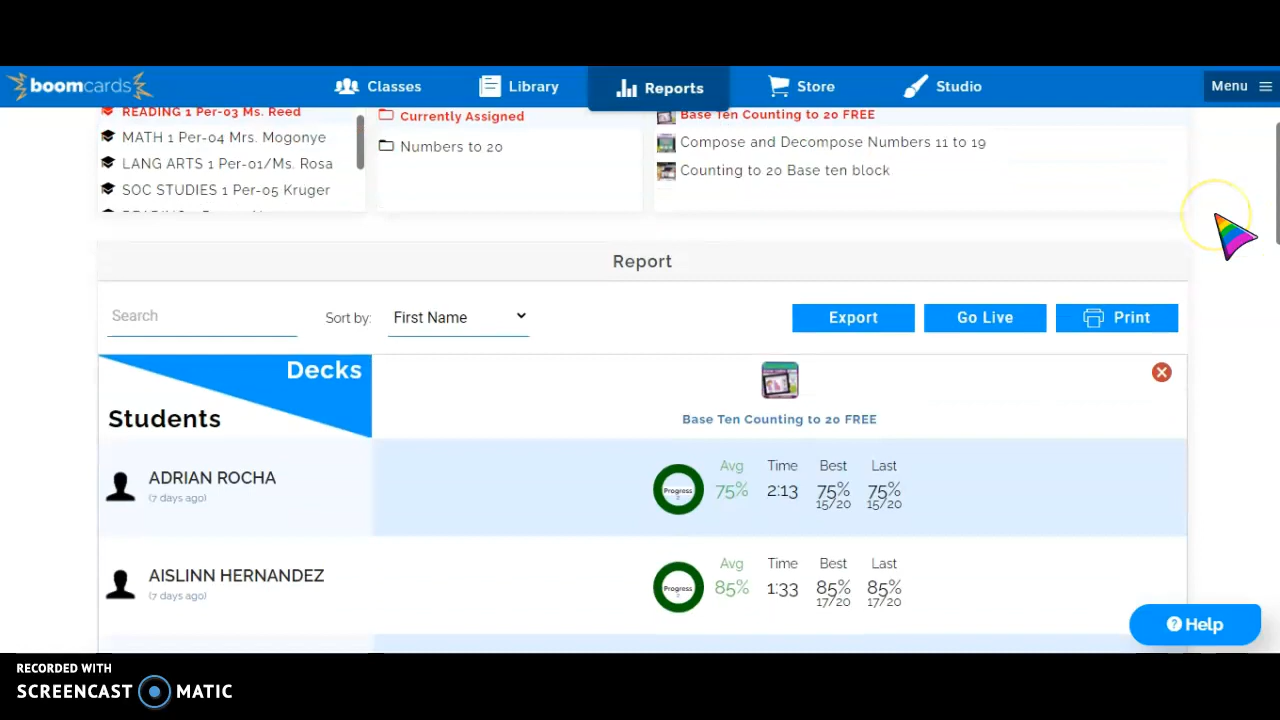 boomcards
Classes
Library
Reports
Store
Studio
Menu
READING 1 Per-03 Ms. Reed
MATH 1 Per-04 Mrs. Mogonye
LANG ARTS 1 Per-01/Ms. Rosa
SOC STUDIES 1 Per-05 Kruger
Currently Assigned
Numbers to 20
Base Ten Counting to 20 FREE
Compose and Decompose Numbers 11 to 19
Counting to 20 Base ten block
Report
Search
Sort by:
First Name
Export
Go Live
Print
Decks
Students
Base Ten Counting to 20 FREE
ADRIAN ROCHA
(7 days ago)
Progress
Avg Time Best Last
75% 2:13 75% 75%
15/20 15/20
AISLINN HERNANDEZ
(7 days ago)
Progress
Avg Time Best Last
85% 1:33 85% 85%
17/20 17/20
Help
RECORDED WITH
SCREENCAST MATIC